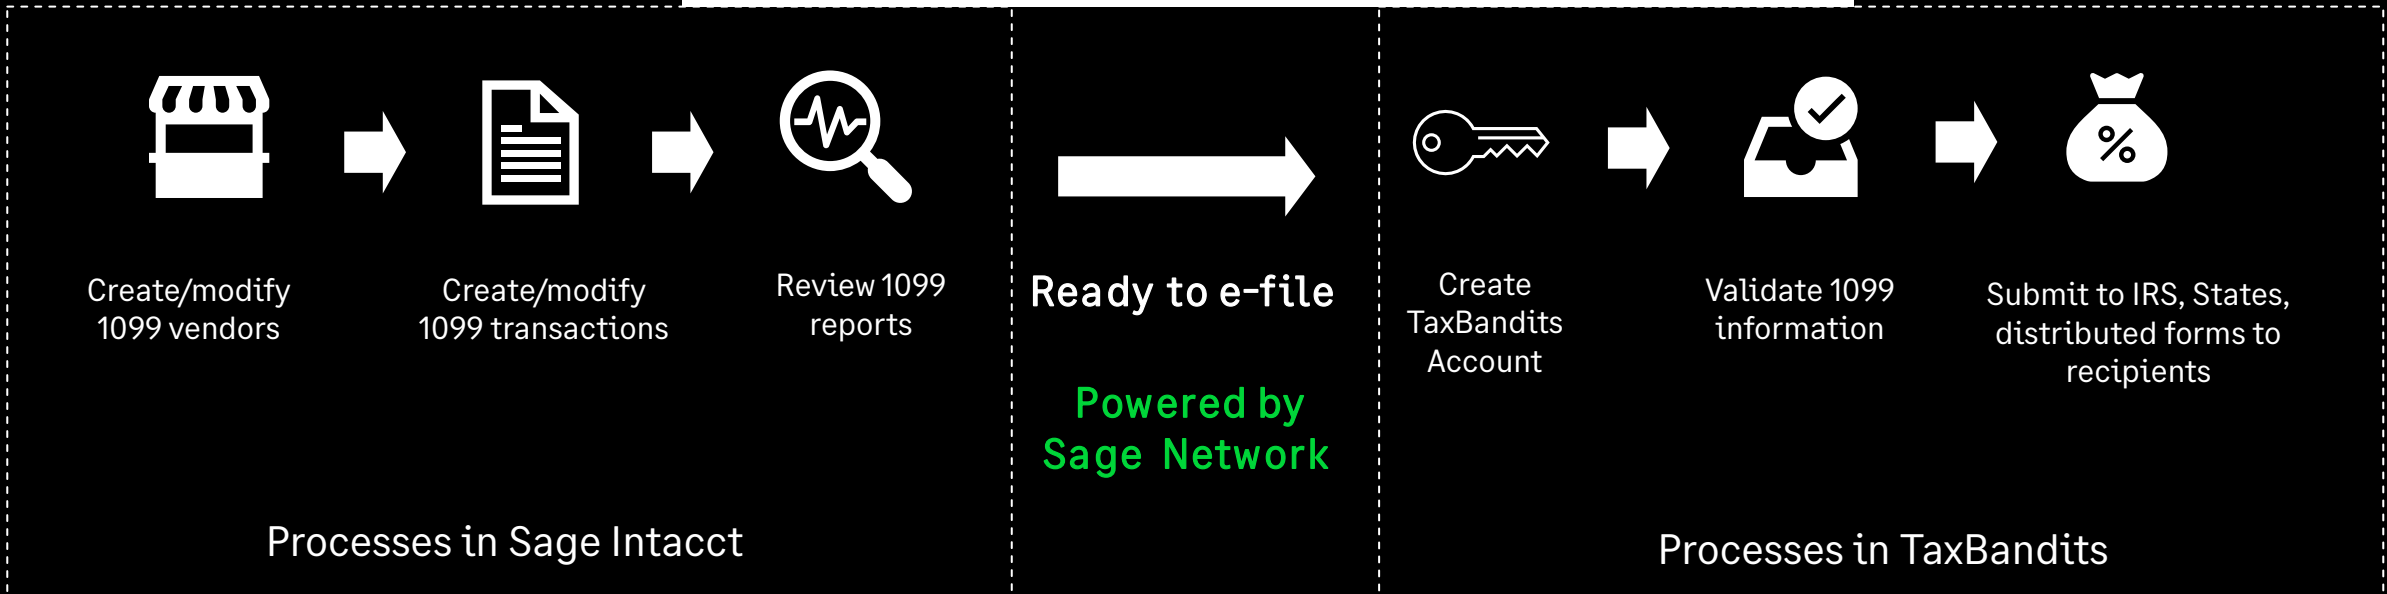 Create/modify
1099 vendors
Create/modify
1099 transactions
Review 1099
reports
Ready to e-file
Powered by
Sage Network
Create
TaxBandits
Account
Validate 1099
information
Submit to IRS, States,
distributed forms to
recipients
Processes in Sage Intacct
Processes in TaxBandits